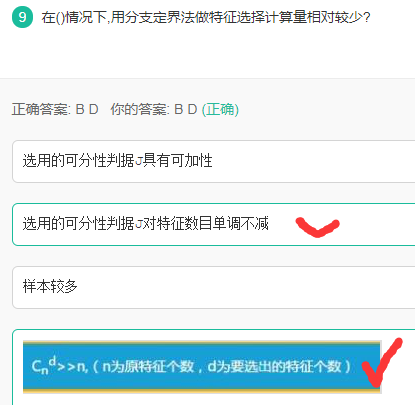 9 在()情况下,用分支定界法做特征选择计算量相对较少?
正确答案: B D 你的答案: B D (正确)
选用的可分性判据J具有可加性
选用的可分性判据J对特征数目单调不减
样本较多
Cₙᵈ>>n,（n为原特征个数，d为要选出的特征个数）